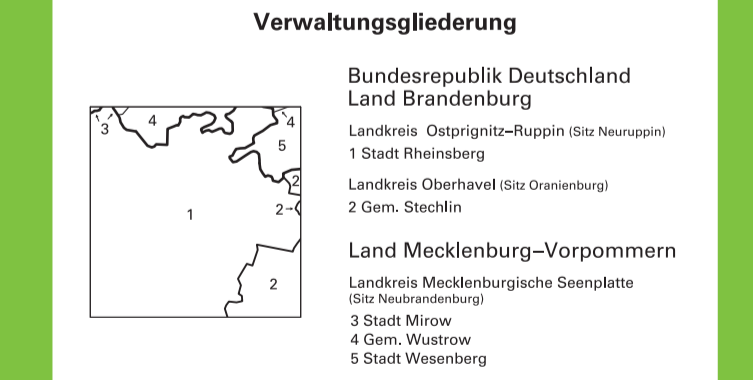 Verwaltungsgliederung
3
4
4
5
2
2
1
2
Bundesrepublik Deutschland
Land Brandenburg
Landkreis Ostprignitz–Ruppin (Sitz Neuruppin)
1 Stadt Rheinsberg
Landkreis Oberhavel (Sitz Oranienburg)
2 Gem. Stechlin
Land Mecklenburg–Vorpommern
Landkreis Mecklenburgische Seenplatte
(Sitz Neubrandenburg)
3 Stadt Mirow
4 Gem. Wustrow
5 Stadt Wesenberg